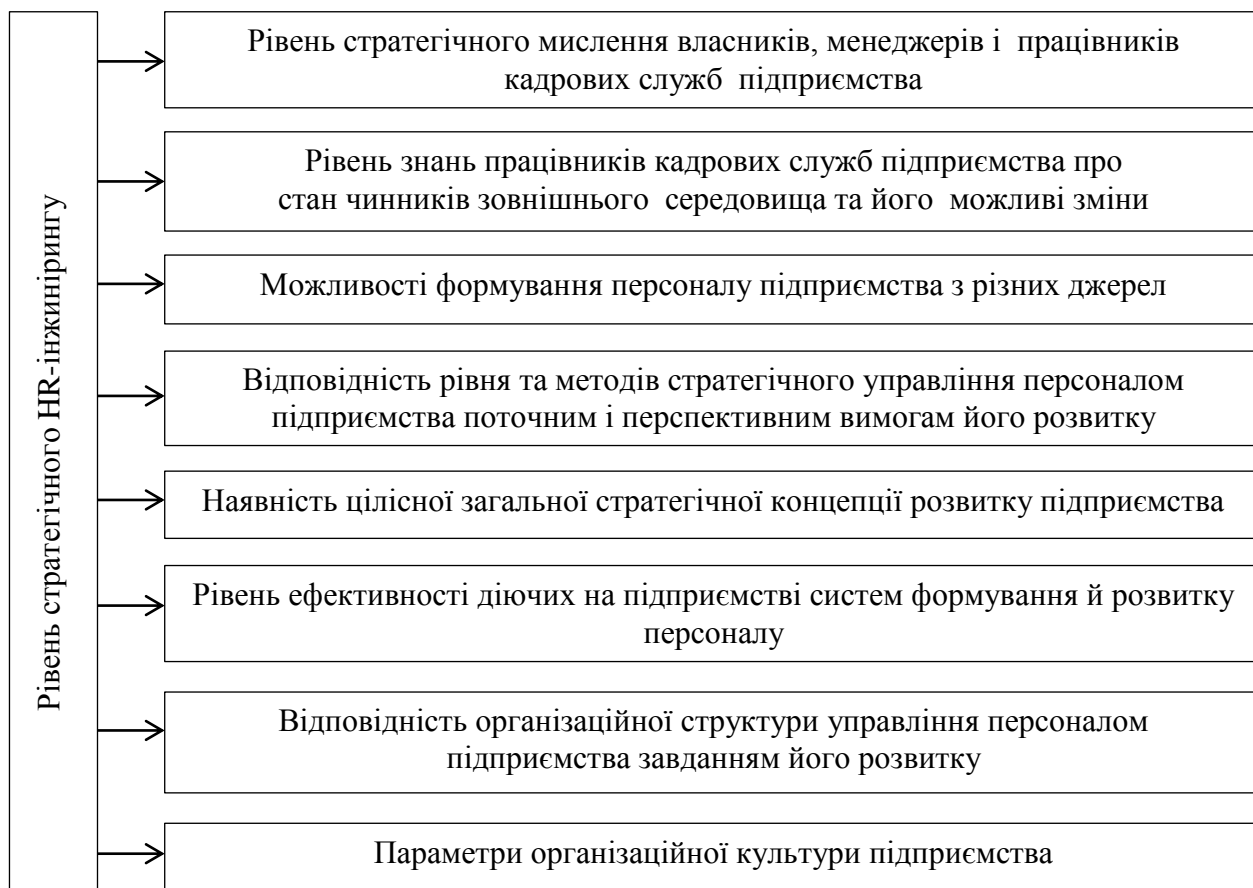 Рівень стратегічного HR-інжинірингу
Рівень стратегічного мислення власників, менеджерів і працівників
кадрових служб підприємства
Рівень знань працівників кадрових служб підприємства про
стан чинників зовнішнього середовища та його можливі зміни
Можливості формування персоналу підприємства з різних джерел
Відповідність рівня та методів стратегічного управління персоналом
підприємства поточним і перспективним вимогам його розвитку
Наявність цілісної загальної стратегічної концепції розвитку підприємства
Рівень ефективності діючих на підприємстві систем формування й розвитку
персоналу
Відповідність організаційної структури управління персоналом
підприємства завданням його розвитку
Параметри організаційної культури підприємства